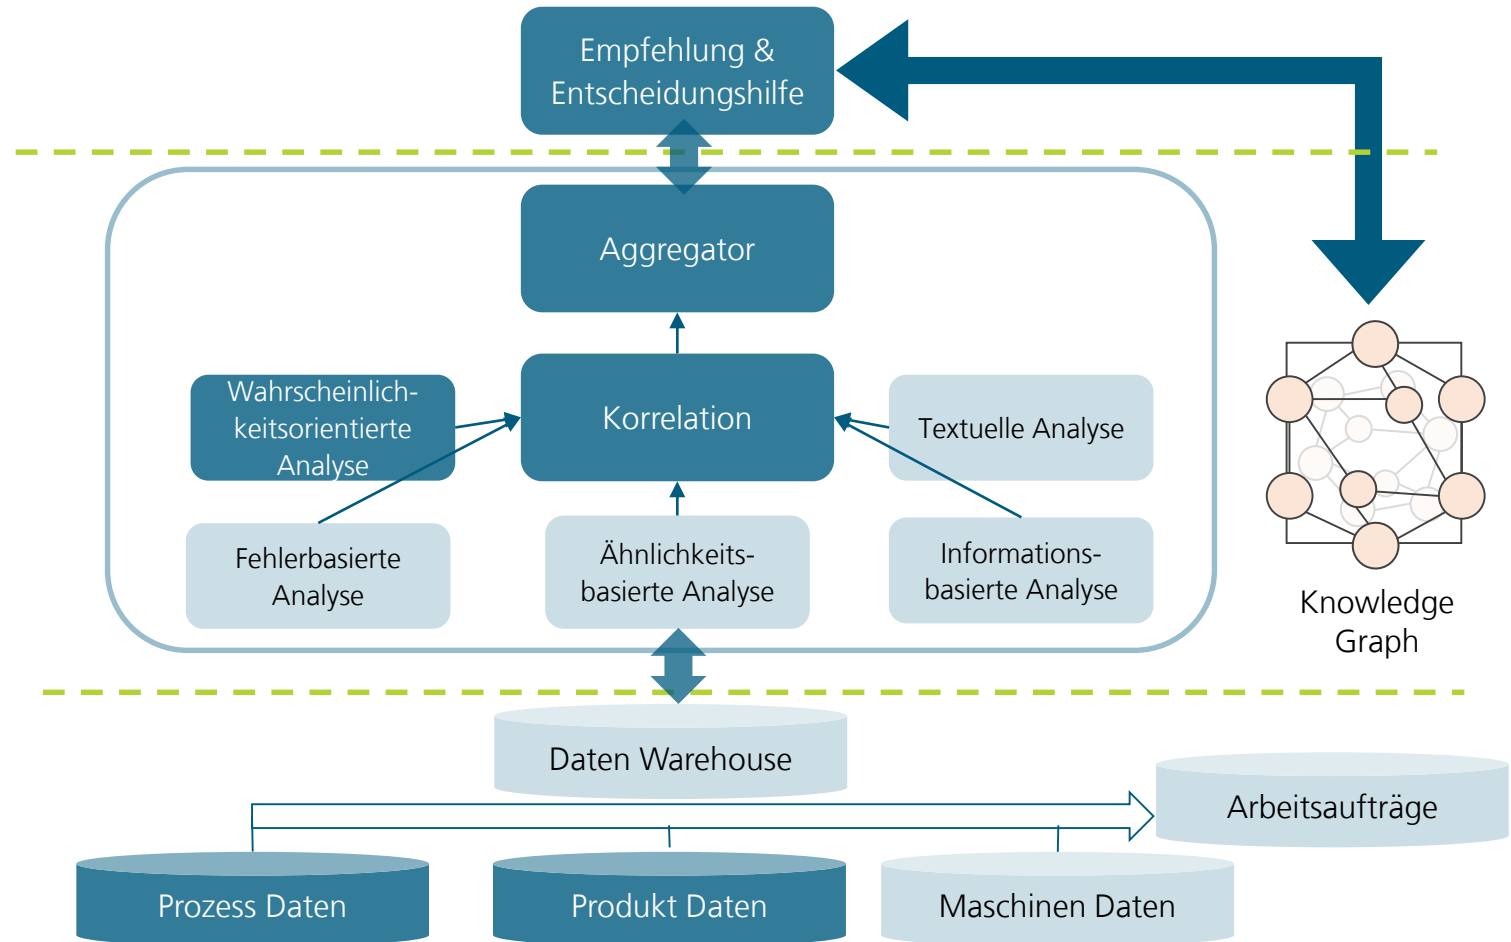 Empfehlung &
Entscheidungshilfe
Aggregator
Wahrscheinlich-
keitsorientierte
Analyse
Korrelation
Textuelle Analyse
Fehlerbasierte
Analyse
Ähnlichkeits-
basierte Analyse
Informations-
basierte Analyse
Knowledge
Graph
Daten Warehouse
Arbeitsaufträge
Prozess Daten
Produkt Daten
Maschinen Daten